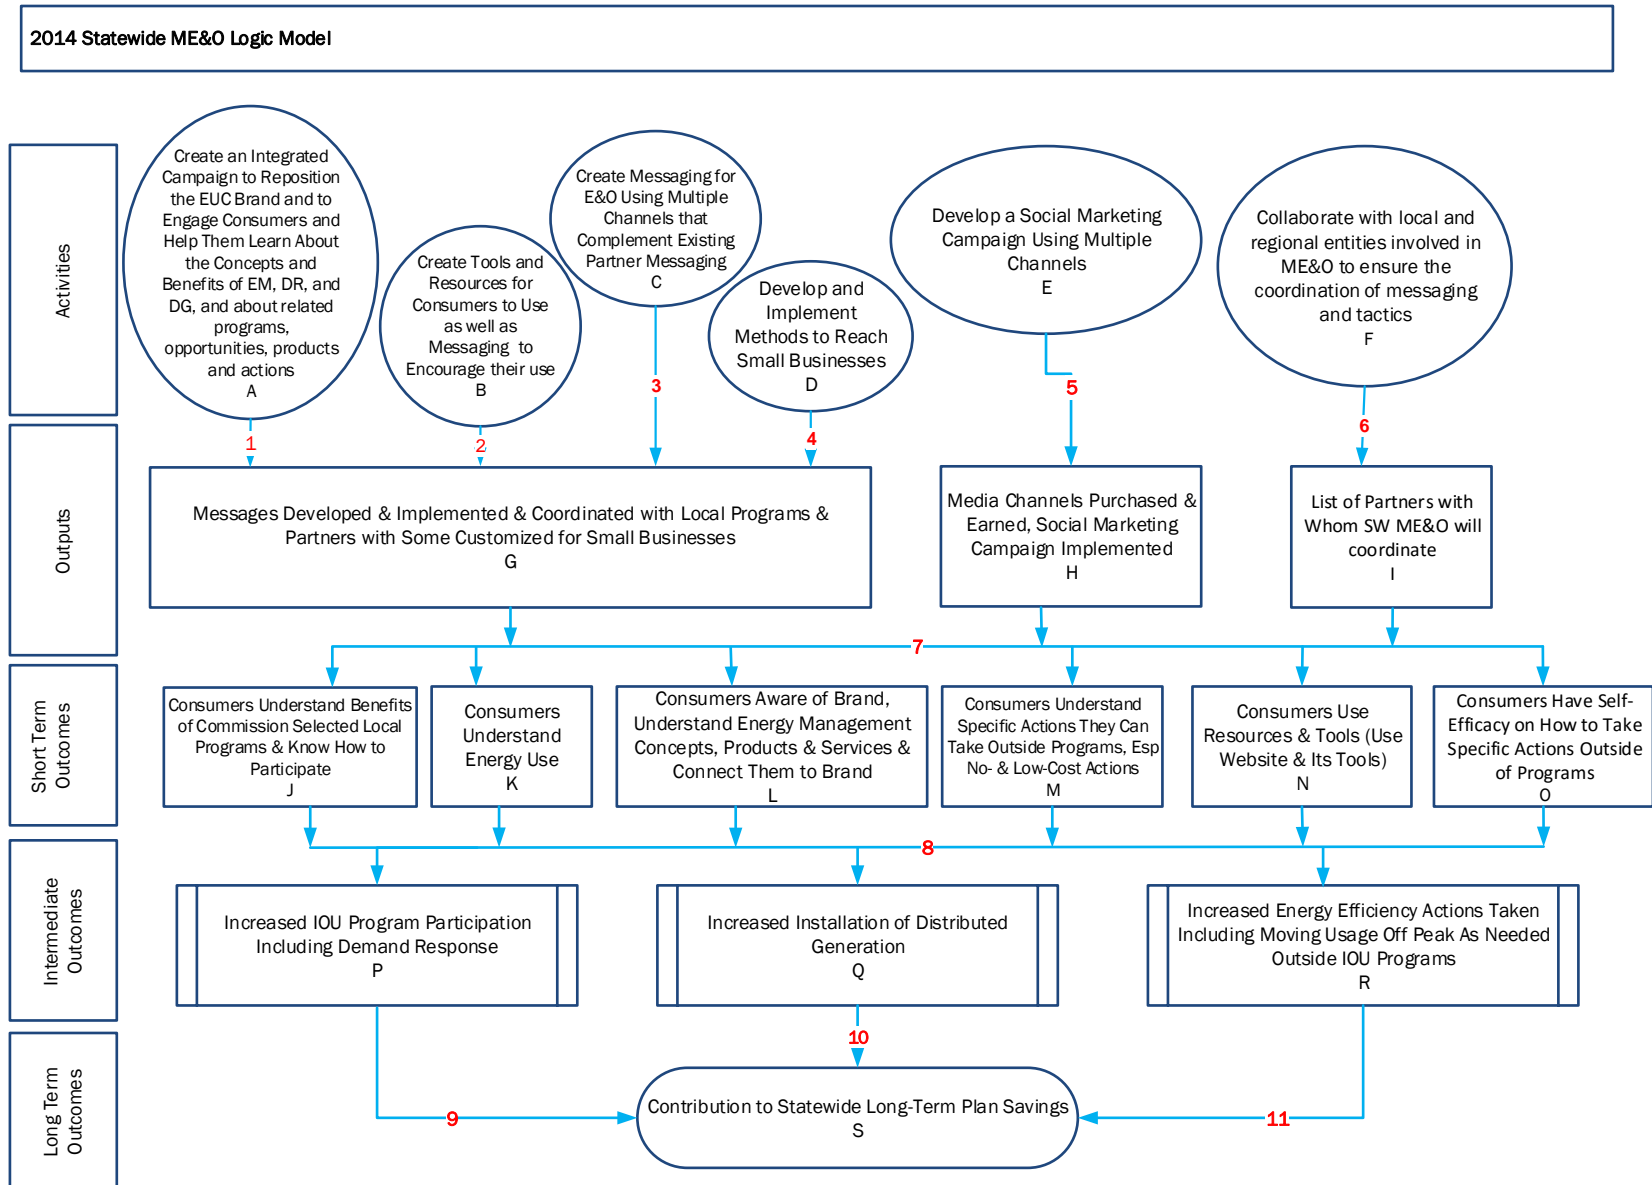 2014 Statewide ME&O Logic Model
Activities
Create an Integrated
Campaign to Reposition
the EUC Brand and to
Engage Consumers and
Help Them Learn About
the Concepts and
Benefits of EM, DR, and
DG, and about related
programs,
opportunities, products
and actions
A
Create Tools and
Resources for
Consumers to Use
as well as
Messaging to
Encourage their use
B
Create Messaging for
E&O Using Multiple
Channels that
Complement Existing
Partner Messaging
C
Develop and
Implement
Methods to Reach
Small Businesses
D
Develop a Social Marketing
Campaign Using Multiple
Channels
E
Collaborate with local and
regional entities involved in
ME&O to ensure the
coordination of messaging
and tactics
F
1
2
3
4
5
6
Outputs
Messages Developed & Implemented & Coordinated with Local Programs &
Partners with Some Customized for Small Businesses
G
Media Channels Purchased &
Earned, Social Marketing
Campaign Implemented
H
List of Partners with
Whom SW ME&O will
coordinate
I
7
Short Term
Outcomes
Consumers Understand Benefits
of Commission Selected Local
Programs & Know How to
Participate
J
Consumers
Understand
Energy Use
K
Consumers Aware of Brand,
Understand Energy Management
Concepts, Products & Services &
Connect Them to Brand
L
Consumers Understand
Specific Actions They Can
Take Outside Programs, Esp
No- & Low-Cost Actions
M
Consumers Use
Resources & Tools (Use
Website & Its Tools)
N
Consumers Have Self-
Efficacy on How to Take
Specific Actions Outside
of Programs
O
8
Intermediate
Outcomes
Increased IOU Program Participation
Including Demand Response
P
Increased Installation of Distributed
Generation
Q
Increased Energy Efficiency Actions Taken
Including Moving Usage Off Peak As Needed
Outside IOU Programs
R
9
10
11
Long Term
Outcomes
Contribution to Statewide Long-Term Plan Savings
S